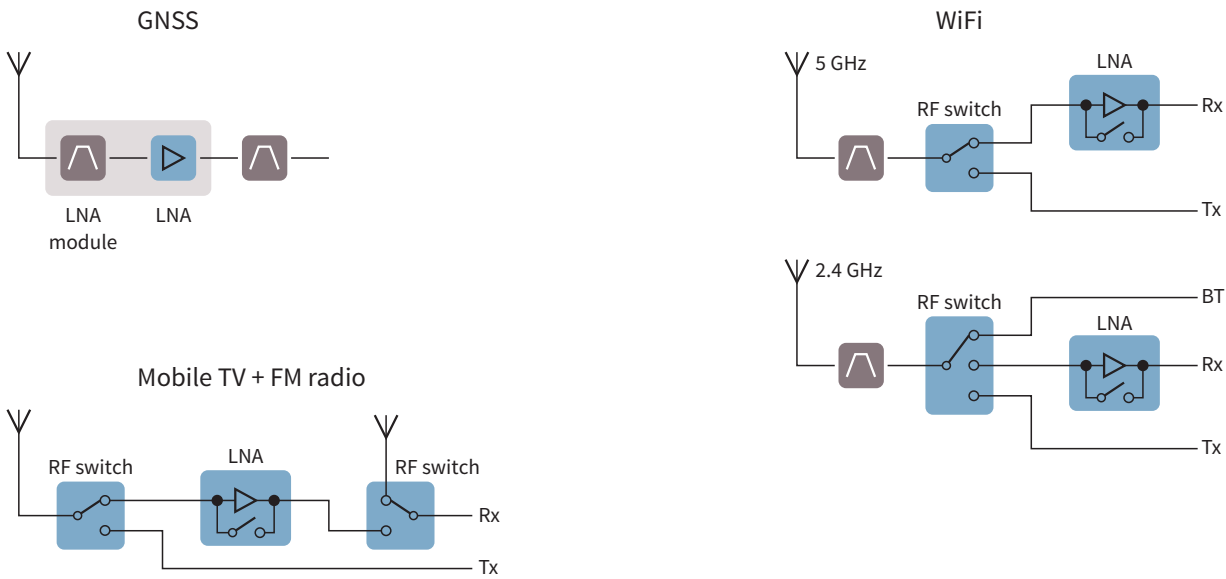 GNSS
LNA
module
LNA
WiFi
5 GHz
RF switch
LNA
Rx
Tx
2.4 GHz
RF switch
BT
LNA
Rx
Tx
Mobile TV + FM radio
RF switch
LNA
RF switch
Rx
Tx